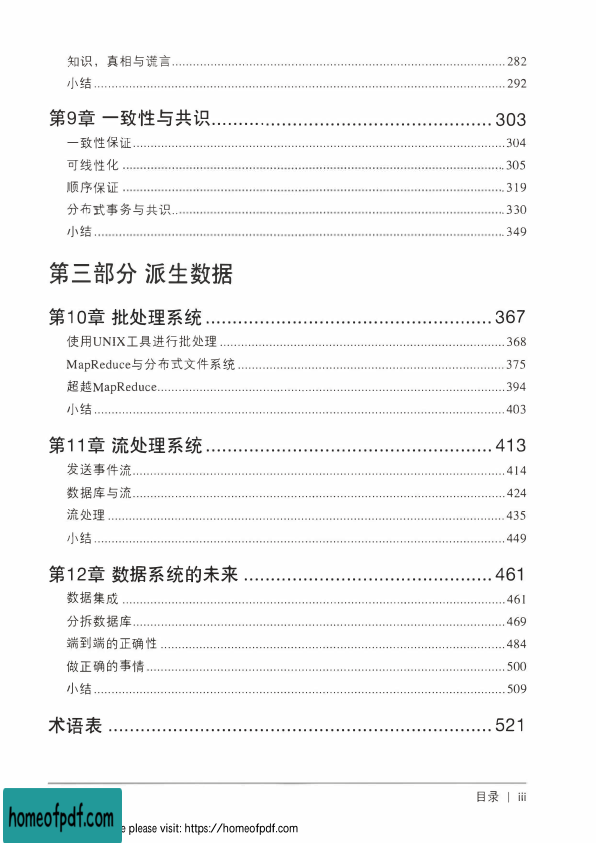 知识，真相与谎言 282
小结 292
第9章 一致性与共识 303
一致性保证 304
可线性化 305
顺序保证 319
分布式事务与共识 330
小结 349
第三部分 派生数据
第10章 批处理系统 367
使用UNIX工具进行批处理 368
MapReduce与分布式文件系统 375
超越MapReduce 394
小结 403
第11章 流处理系统 413
发送事件流 414
数据库与流 424
流处理 435
小结 449
第12章 数据系统的未来 461
数据集成 461
分拆数据库 469
端到端的正确性 484
做正确的事情 500
小结 509
术语表 521
目录 | iii
homeofpdf.com
e please visit: https://homeofpdf.com